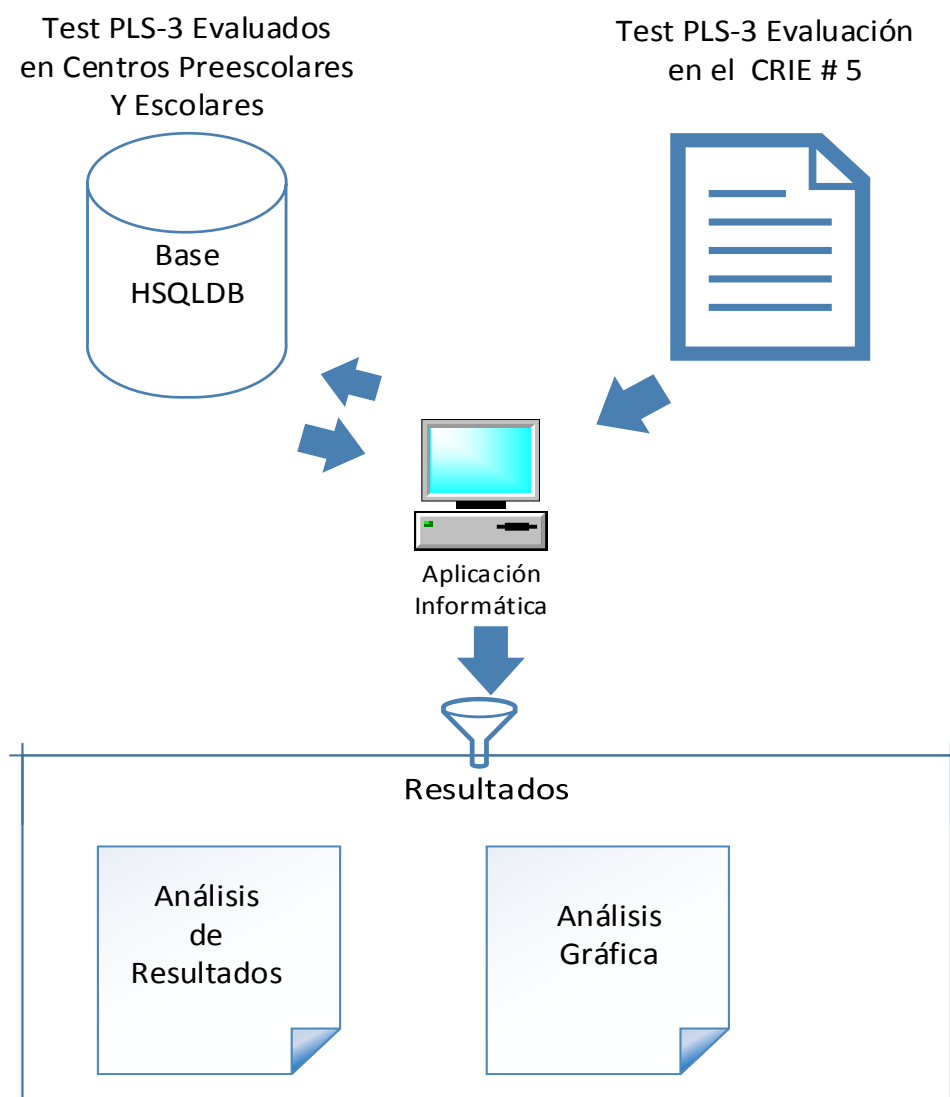 Test PLS-3 Evaluados
en Centros Preescolares
Y Escolares
Test PLS-3 Evaluación
en el CRIE # 5
Base
HSQLDB
Aplicación
Informática
Resultados
Análisis
de
Resultados
Análisis
Gráfica